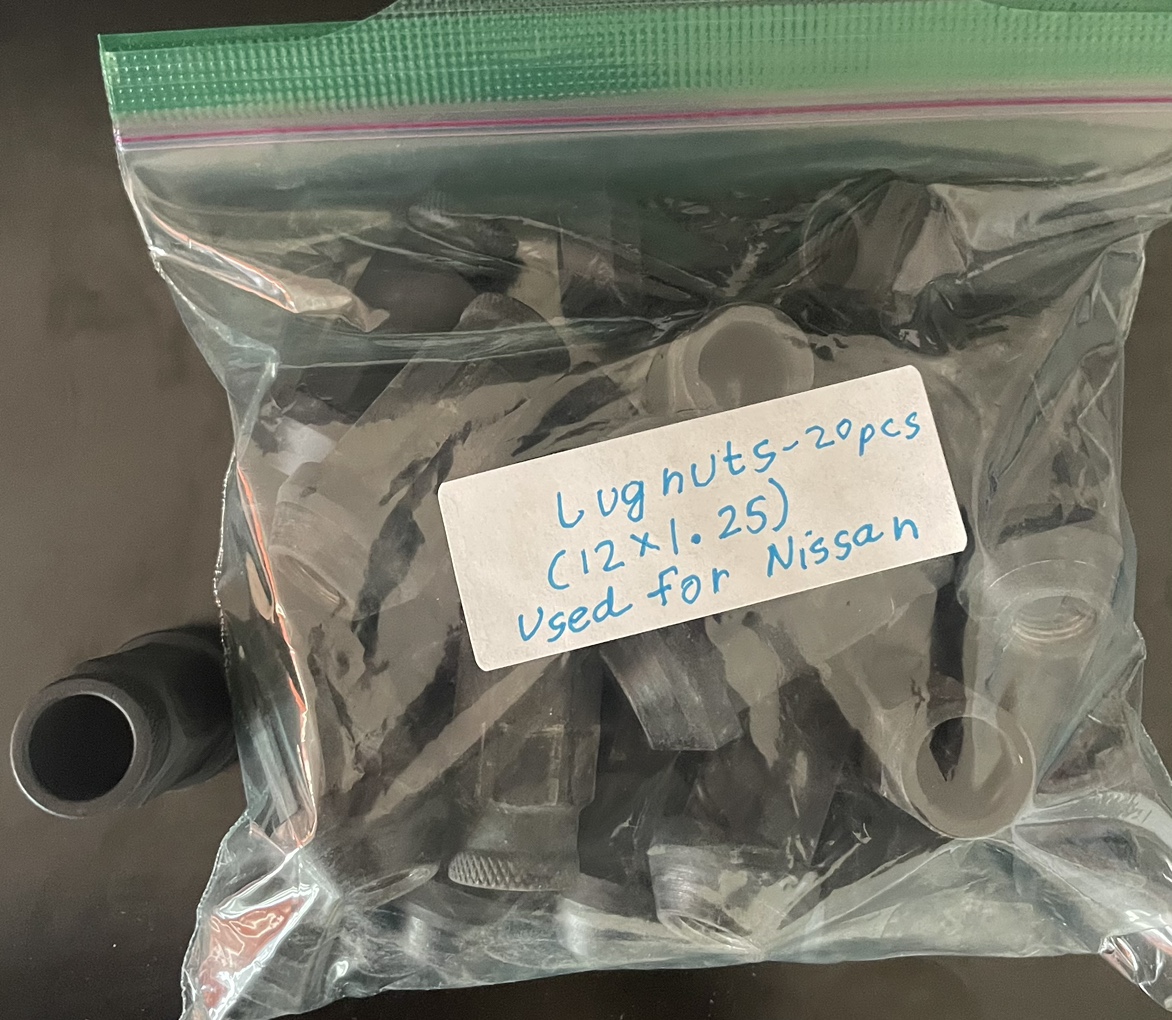 Lug nuts-20pcs
(12x1.25)
Used for Nissan